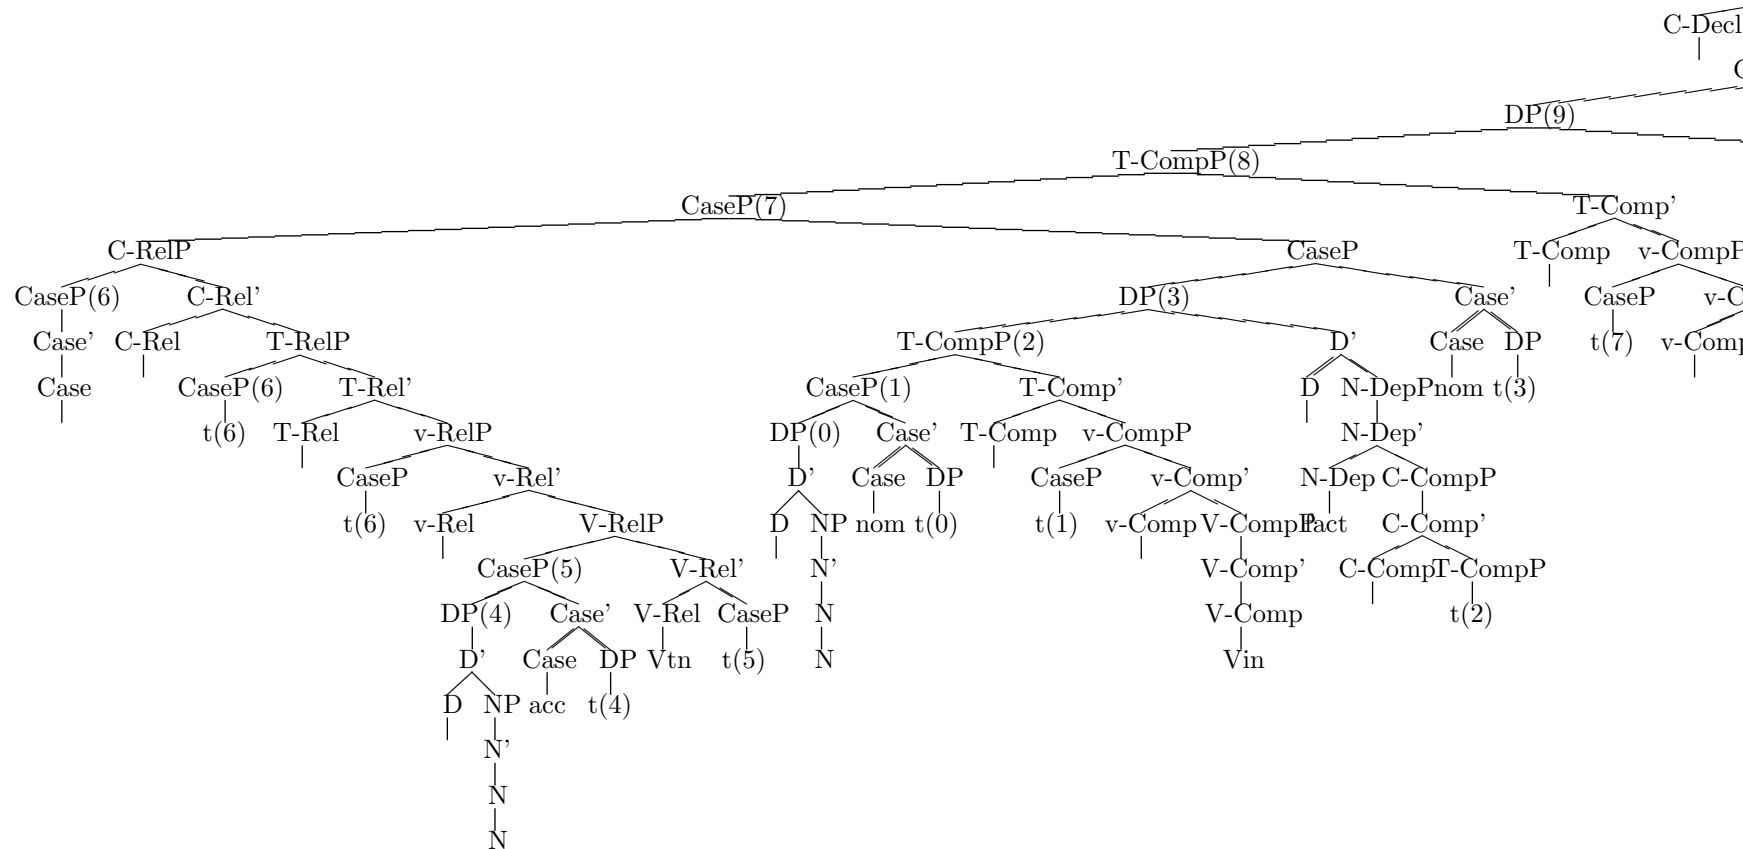 C-Decl
DP(9)
T-CompP(8)
CaseP(7) T-Comp'
C-RelP CaseP T-Comp v-CompP
CaseP(6) C-Rel' DP(3) Case' CaseP v-C
Case' C-Rel T-RelP T-CompP(2) D' Case DP t(7) v-Comp
Case CaseP(6) T-Rel' CaseP(1) T-Comp' D N-DepP nom t(3)
t(6) T-Rel v-RelP DP(0) Case' T-Comp v-CompP N-Dep'
CaseP v-Rel' D' Case DP CaseP v-Comp' N-Dep C-CompP
t(6) v-Rel V-RelP D NP nom t(0) t(1) v-Comp V-CompP fact C-Comp'
CaseP(5) V-Rel' N' V-Comp' C-Comp T-CompP
DP(4) Case' V-Rel CaseP N V-Comp t(2)
D' Case DP Vtn t(5) N Vin
D NP acc t(4)
N'
N
N